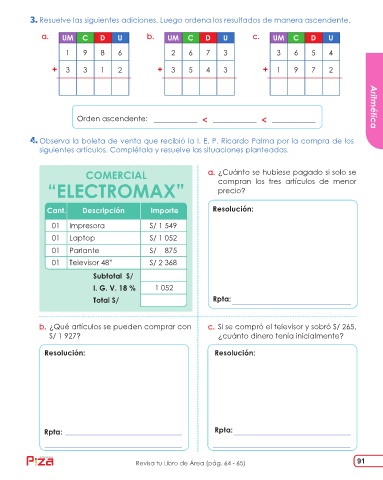 3. Resuelve las siguientes adiciones. Luego ordena los resultados de manera ascendente.
a. UM C D U b. UM C D U c. UM C D U
1 9 8 6 2 6 7 3 3 6 5 4
+ 3 3 1 2 + 3 5 4 3 + 1 9 7 2
Orden ascendente: ____________ < ____________ < ____________
Aritmética
4. Observa la boleta de venta que recibió la I. E. P. Ricardo Palma por la compra de los
siguientes artículos. Complétala y resuelve las situaciones planteadas.
COMERCIAL
“ELECTROMAX”
Cant. Descripción Importe
01 Impresora S/ 1 549
01 Laptop S/ 1 052
01 Parlante S/ 875
01 Televisor 48" S/ 2 368
Subtotal S/
I. G. V. 18 % 1 052
Total S/
a. ¿Cuánto se hubiese pagado si solo se
compran los tres artículos de menor
precio?
Resolución:
Rpta:
b. ¿Qué artículos se pueden comprar con
S/ 1 927?
Resolución:
Rpta:
c. Si se compró el televisor y sobró S/ 265,
¿cuánto dinero tenía inicialmente?
Resolución:
Rpta:
Piza
Revisa tu Libro de Área (pág. 64 - 65)
91